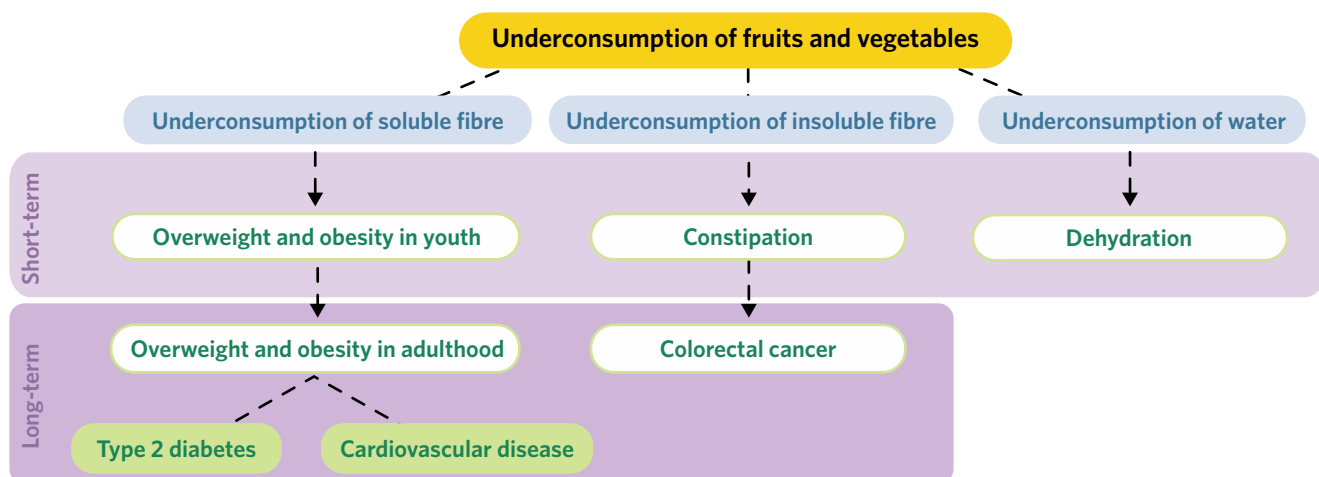 Underconsumption of fruits and vegetables
Underconsumption of soluble fibre
Underconsumption of insoluble fibre
Underconsumption of water
Short-term
Overweight and obesity in youth
Constipation
Dehydration
Long-term
Overweight and obesity in adulthood
Colorectal cancer
Type 2 diabetes
Cardiovascular disease